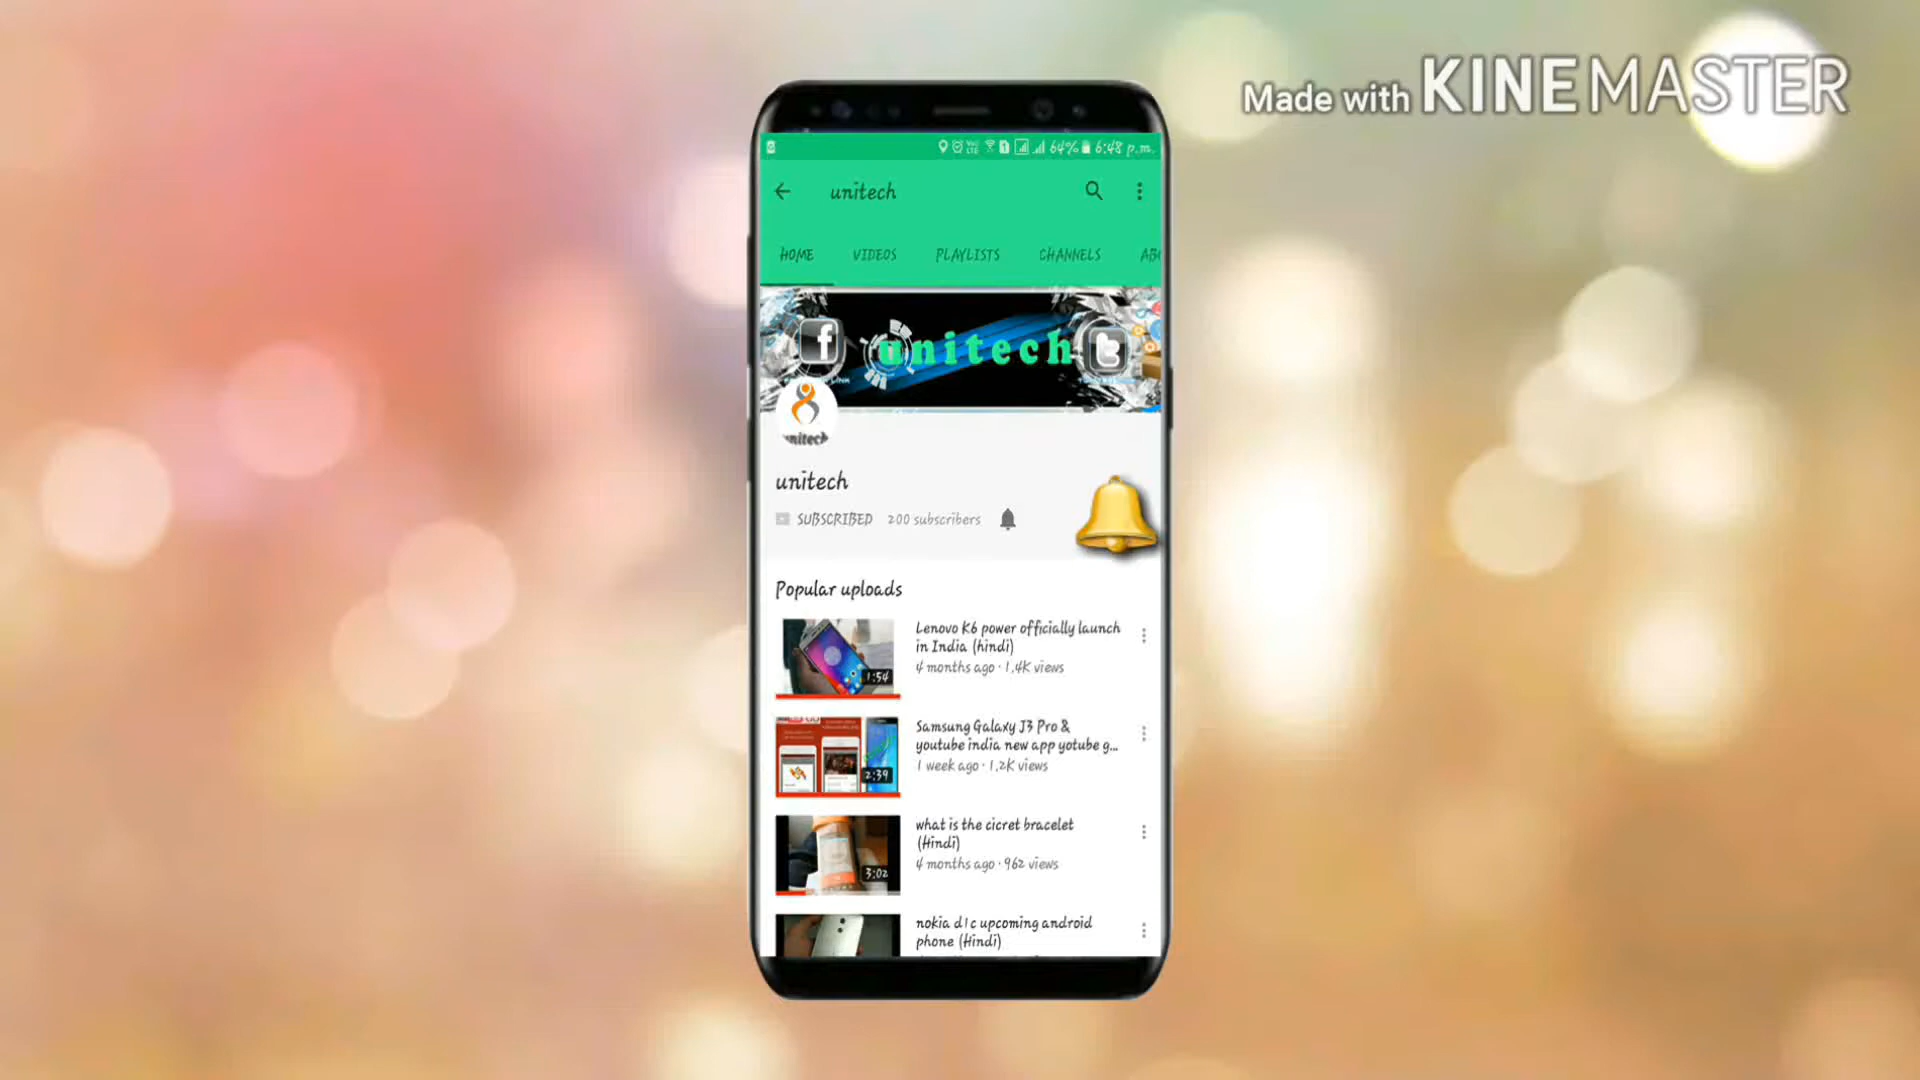 Made with KINEMASTER
64% 6:48 p.m.
unitech
HOME VIDEOS PLAYLISTS CHANNELS
unitech
unitech
unitech
SUBSCRIBED 200 subscribers
Popular uploads
Lenovo K6 power officially launch
in India (hindi)
4 months ago · 1.4K views
1:54
Samsung Galaxy J3 Pro &
youtube india new app yotube g...
1 week ago · 1.2K views
2:39
what is the cicret bracelet
(Hindi)
4 months ago · 962 views
3:02
nokia d1c upcoming android
phone (Hindi)